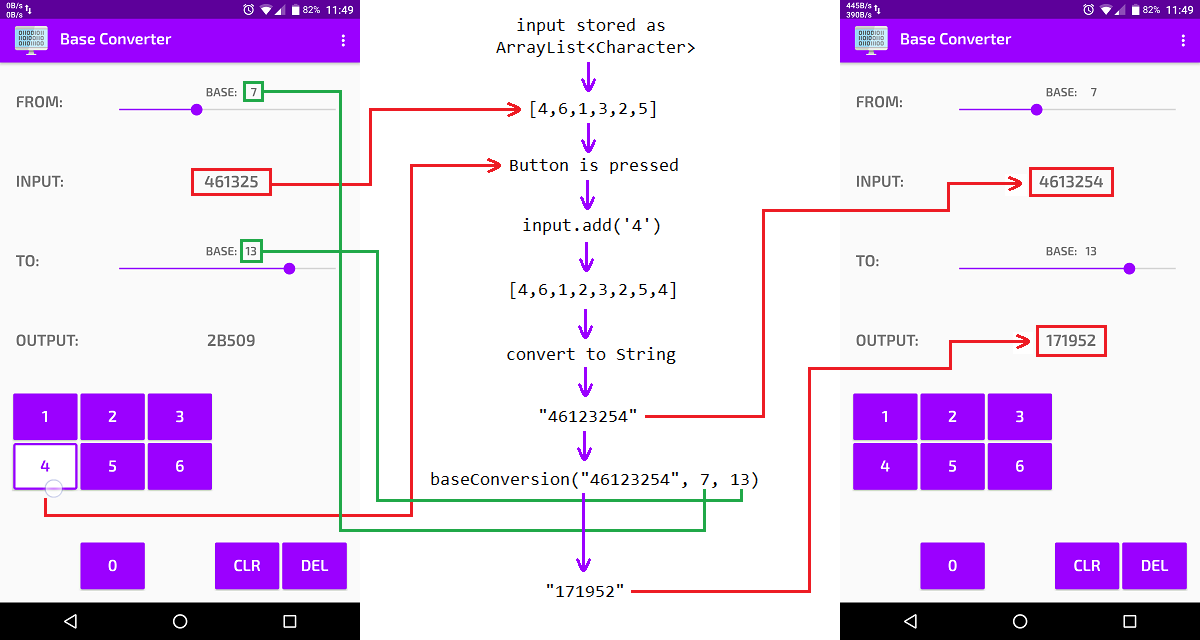 0B/s
0B/s
82% 11:49
Base Converter
FROM:
BASE: 7
INPUT:
461325
TO:
BASE: 13
OUTPUT:
2B509
1 2 3
4 5 6
0 CLR DEL
input stored as
ArrayList<Character>
[4,6,1,3,2,5]
Button is pressed
input.add('4')
[4,6,1,2,3,2,5,4]
convert to String
"46123254"
baseConversion("46123254", 7, 13)
"171952"
445B/s
390B/s
82% 11:49
Base Converter
FROM:
BASE: 7
INPUT:
4613254
TO:
BASE: 13
OUTPUT:
171952
1 2 3
4 5 6
0 CLR DEL